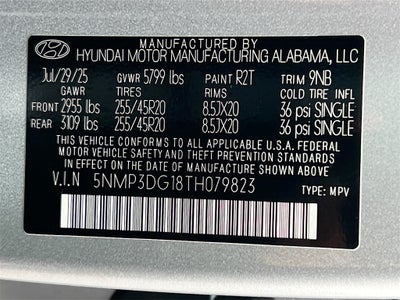 MANUFACTURED BY
HYUNDAI MOTOR MANUFACTURING ALABAMA, LLC
Jul/29/25 GVWR 5799 lbs PAINT R2T TRIM 9NB
GAWR TIRES RIMS COLD TIRE INFL
FRONT 2955 lbs 255/45R20 8.5JX20 36 psi SINGLE
REAR 3109 lbs 255/45R20 8.5JX20 36 psi SINGLE
THIS VEHICLE CONFORMS TO ALL APPLICABLE U.S.A. FEDERAL
MOTOR VEHICLE SAFETY, BUMPER, AND THEFT PREVENTION STANDARDS
IN EFFECT ON THE DATE OF MANUFACTURE SHOWN ABOVE.
V.I.N 5NMP3DG18TH079823 TYPE: MPV